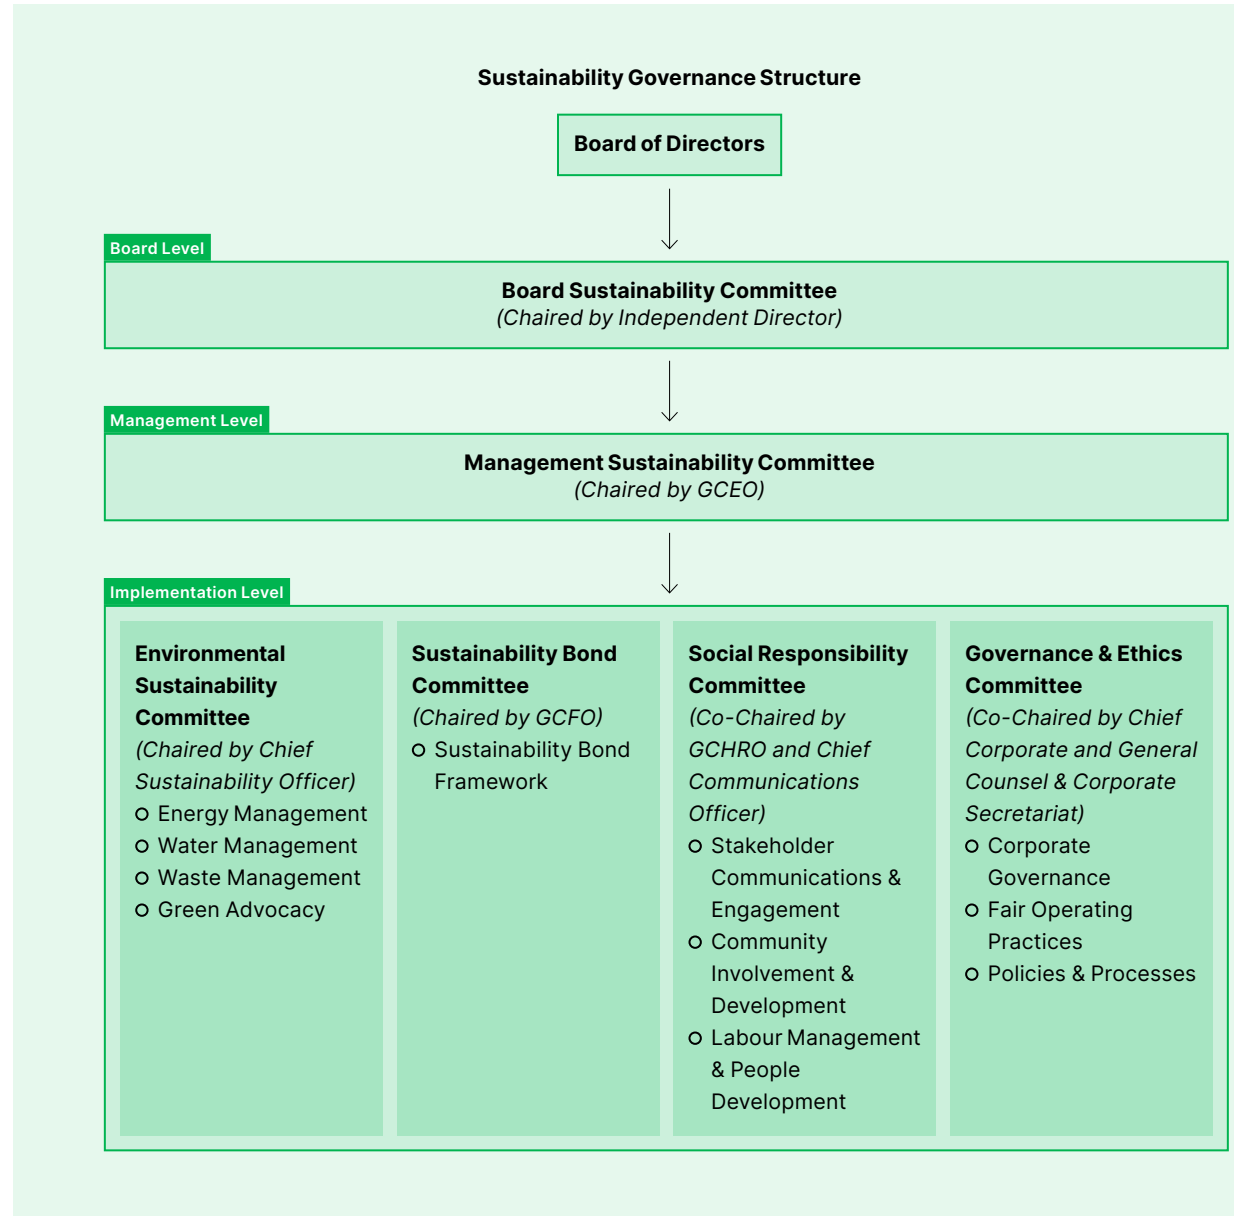 Sustainability Governance Structure
Board of Directors
Board Level
Board Sustainability Committee
(Chaired by Independent Director)
Management Level
Management Sustainability Committee
(Chaired by GCEO)
Implementation Level
Environmental
Sustainability
Committee
(Chaired by Chief
Sustainability Officer)
Energy Management
Water Management
Waste Management
Green Advocacy
Sustainability Bond
Committee
(Chaired by GCFO)
Sustainability Bond
Framework
Social Responsibility
Committee
(Co-Chaired by
GCHRO and Chief
Communications
Officer)
Stakeholder
Communications &
Engagement
Community
Involvement &
Development
Labour Management
& People
Development
Governance & Ethics
Committee
(Co-Chaired by Chief
Corporate and General
Counsel & Corporate
Secretariat)
Corporate
Governance
Fair Operating
Practices
Policies & Processes